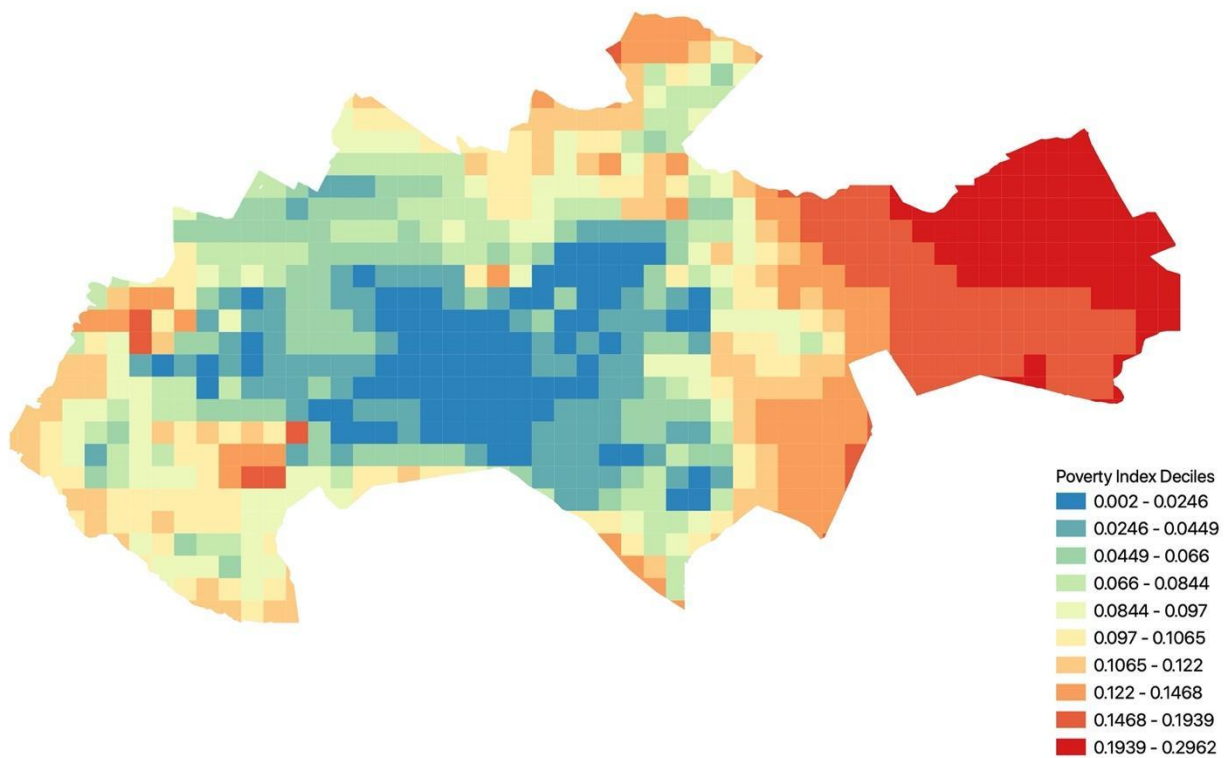 Poverty Index Deciles
0.002 - 0.0246
0.0246 - 0.0449
0.0449 - 0.066
0.066 - 0.0844
0.0844 - 0.097
0.097 - 0.1065
0.1065 - 0.122
0.122 - 0.1468
0.1468 - 0.1939
0.1939 - 0.2962